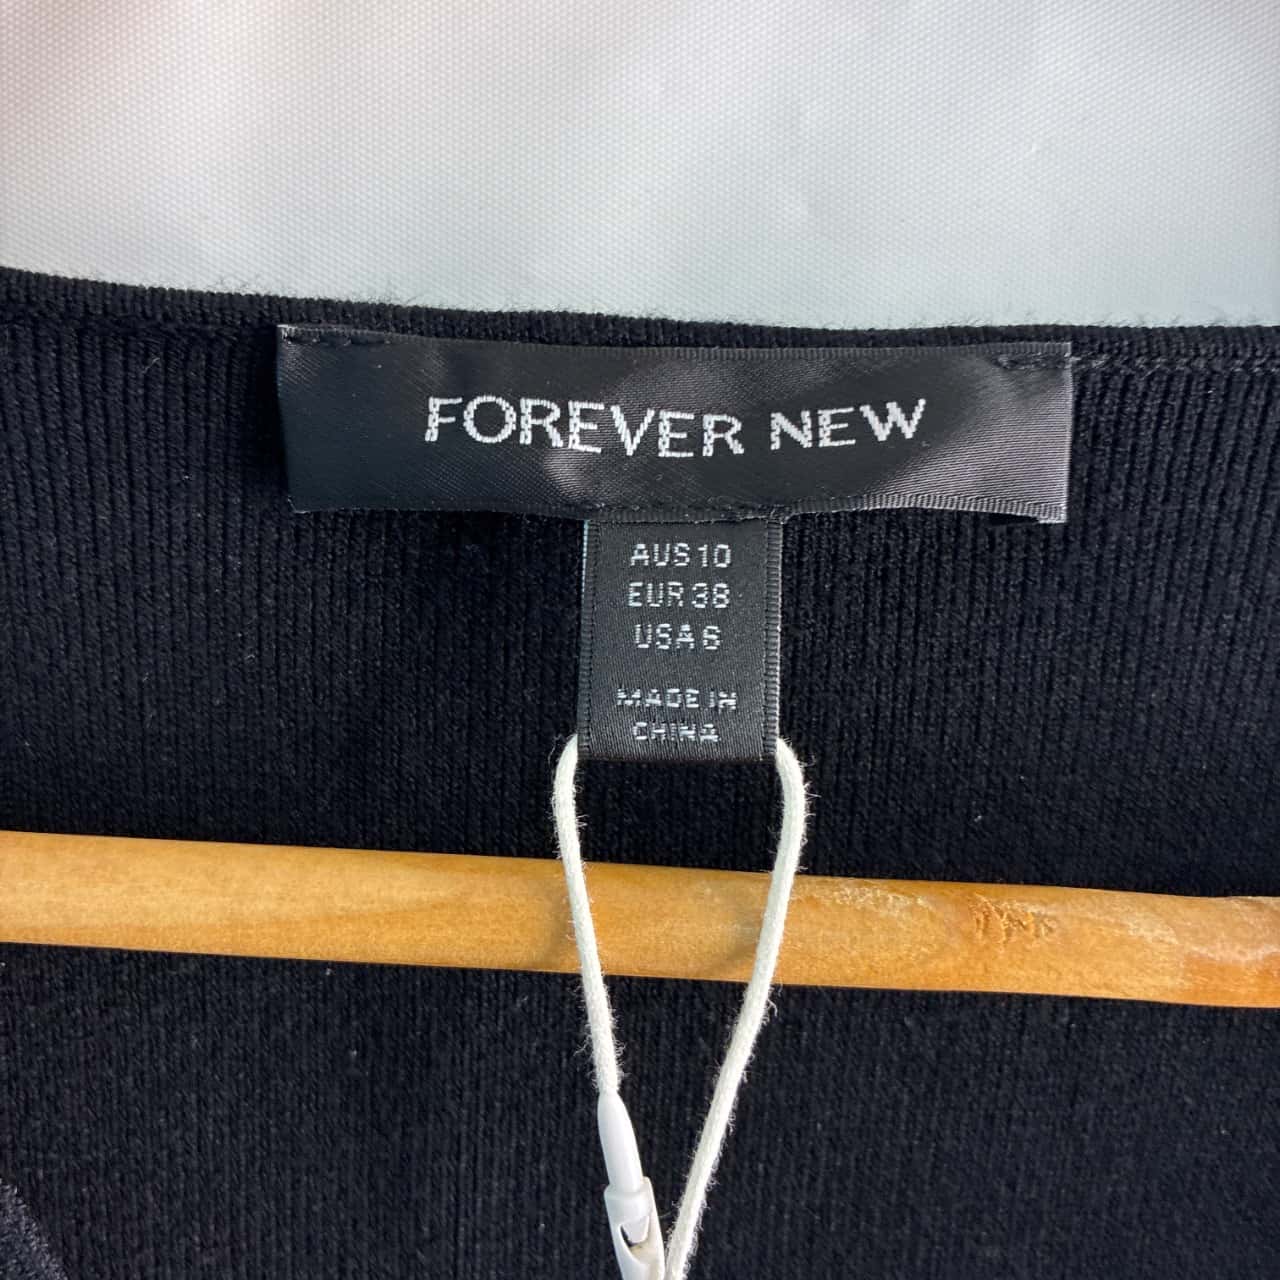 FOREVER NEW
AUS 10
EUR 38
USA 6
MADE IN
CHINA